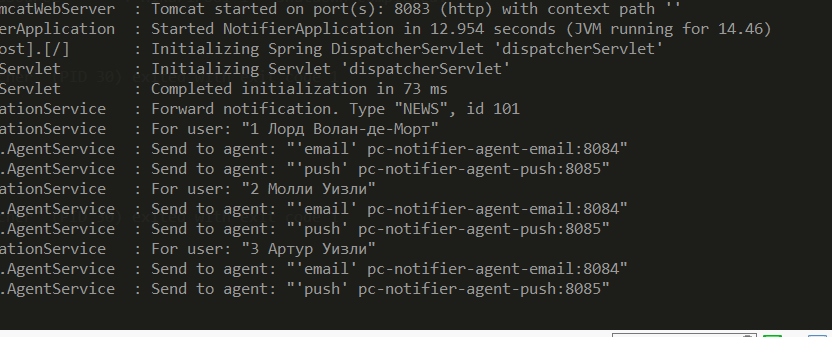 mcatWebServer : Tomcat started on port(s): 8083 (http) with context path ''
erApplication : Started NotifierApplication in 12.954 seconds (JVM running for 14.46)
ost].[/] : Initializing Spring DispatcherServlet 'dispatcherServlet'
Servlet : Initializing Servlet 'dispatcherServlet'
Servlet : Completed initialization in 73 ms
ationService : Forward notification. Type "NEWS", id 101
ationService : For user: "1 Лорд Волан-де-Морт"
.AgentService : Send to agent: "'email' pc-notifier-agent-email:8084"
.AgentService : Send to agent: "'push' pc-notifier-agent-push:8085"
ationService : For user: "2 Молли Уизли"
.AgentService : Send to agent: "'email' pc-notifier-agent-email:8084"
.AgentService : Send to agent: "'push' pc-notifier-agent-push:8085"
ationService : For user: "3 Артур Уизли"
.AgentService : Send to agent: "'email' pc-notifier-agent-email:8084"
.AgentService : Send to agent: "'push' pc-notifier-agent-push:8085"